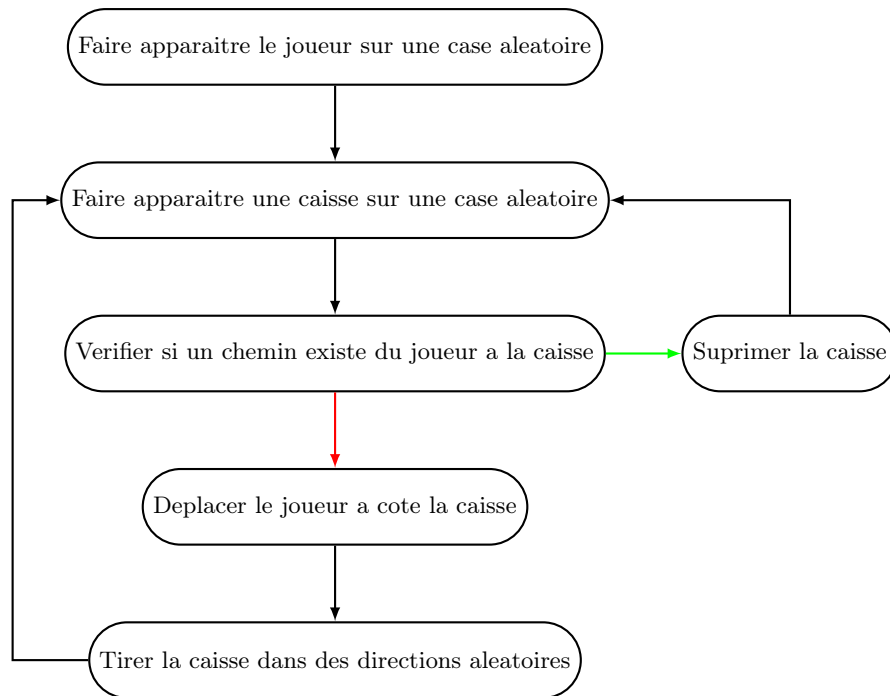 Faire apparaitre le joueur sur une case aleatoire
Faire apparaitre une caisse sur une case aleatoire
Verifier si un chemin existe du joueur a la caisse
Suprimer la caisse
Deplacer le joueur a cote la caisse
Tirer la caisse dans des directions aleatoires